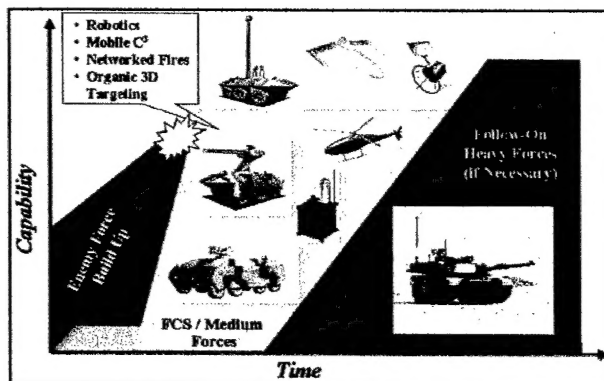 • Robotics
• Mobile C³
• Networked Fires
• Organic 3D
Targeting
Follow-On
Heavy Forces
(If Necessary)
Enemy Force
Build Up
Capability
FCS / Medium
Forces
Time